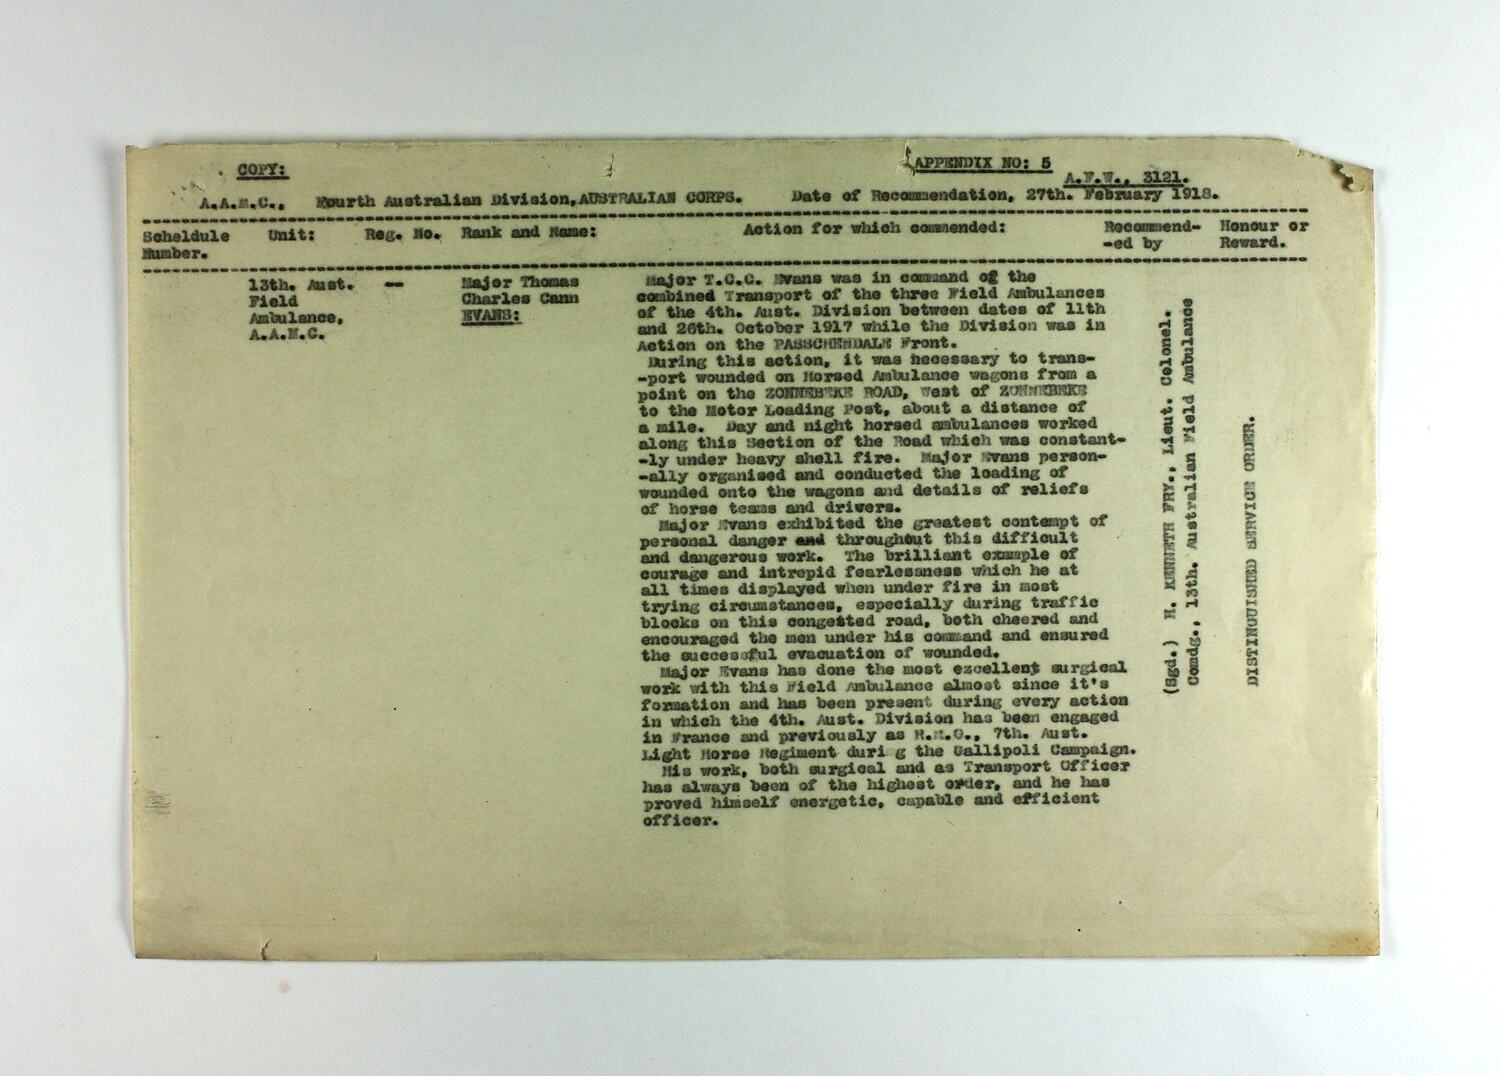 COPY:
APPENDIX NO: 5
A.F.W., 3121.
A.A.M.C., Fourth Australian Division, AUSTRALIAN CORPS. Date of Recommendation, 27th. February 1918.
Scheldule Number. Unit: Reg. No. Rank and Name: Action for which commended: Recommend- -ed by Honour or Reward.
13th. Aust.
Field
Ambulance,
A.A.M.C.
--
Major Thomas
Charles Cann
EVANS:
Major T.C.C. Evans was in command of the
combined Transport of the three Field Ambulances
of the 4th. Aust. Division between dates of 11th
and 26th. October 1917 while the Division was in
Action on the PASSCHENDALE Front.
During this action, it was necessary to trans-
-port wounded on Horsed Ambulance wagons from a
point on the ZONNEBEKE ROAD, West of ZONNEBEKE
to the Motor Loading Post, about a distance of
a mile. Day and night horsed ambulances worked
along this Section of the Road which was constant-
-ly under heavy shell fire. Major Evans person-
-ally organised and conducted the loading of
wounded onto the wagons and details of reliefs
of horse teams and drivers.
Major Evans exhibited the greatest contempt of
personal danger and throughout this difficult
and dangerous work. The brilliant example of
courage and intrepid fearlessness which he at
all times displayed when under fire in most
trying circumstances, especially during traffic
blocks on this congested road, both cheered and
encouraged the men under his command and ensured
the successful evacuation of wounded.
Major Evans has done the most excellent surgical
work with this Field Ambulance almost since it's
formation and has been present during every action
in which the 4th. Aust. Division has been engaged
in France and previously as R.M.O., 7th. Aust.
Light Horse Regiment during the Gallipoli Campaign.
His work, both surgical and as Transport Officer
has always been of the highest order, and he has
proved himself energetic, capable and efficient
officer.
(Sgd.) H. KENNETH FRY., Lieut. Colonel.
Comdg., 13th. Australian Field Ambulance
DISTINGUISHED SERVICE ORDER.